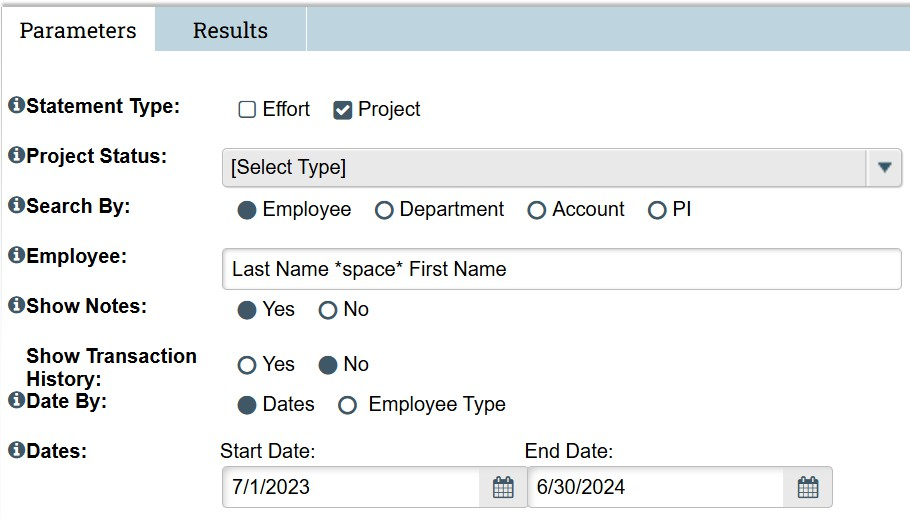 Parameters Results
Statement Type: Effort Project
Project Status: [Select Type]
Search By: Employee Department Account PI
Employee: Last Name *space* First Name
Show Notes: Yes No
Show Transaction
History: Yes No
Date By: Dates Employee Type
Dates: Start Date: End Date:
7/1/2023 6/30/2024